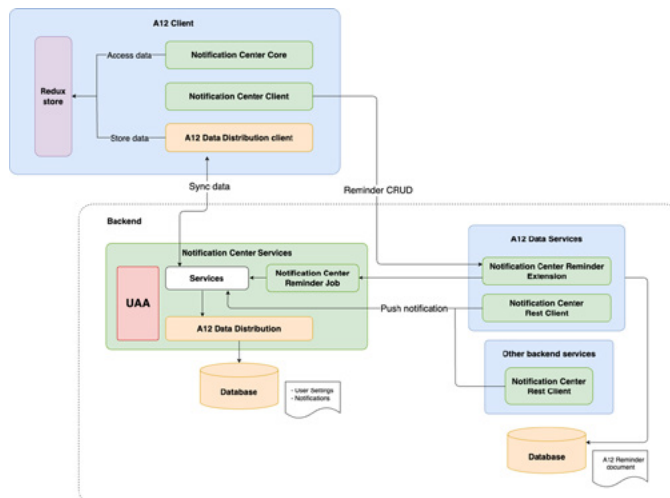 A12 Client
Access data
Notification Center Core
Redux
store
Notification Center Client
Store data
A12 Data Distribution client
Sync data
Reminder CRUD
Backend
A12 Data Services
Notification Center Services
Notification Center Reminder
Extension
UAA
Services
Notification Center
Reminder Job
Notification Center
Rest Client
Push notification
A12 Data Distribution
Other backend services
Notification Center
Rest Client
Database
- User Settings
- Notifications
Database
A12 Reminder
document